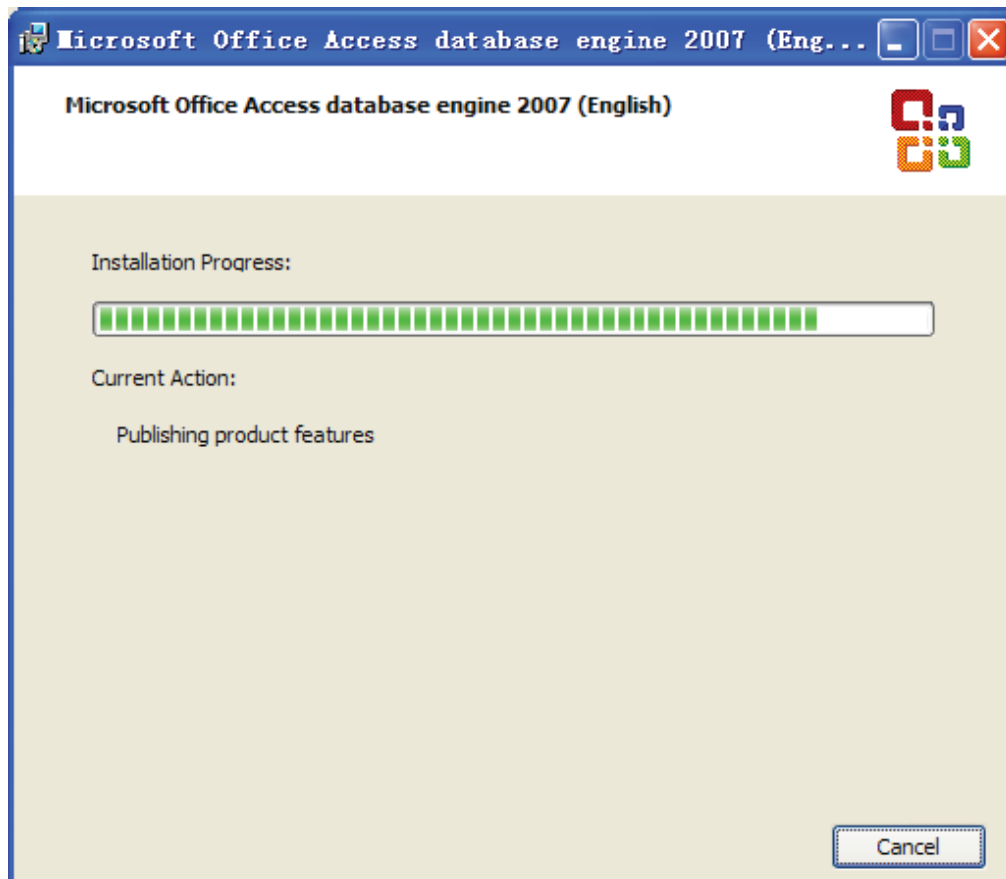 Microsoft Office Access database engine 2007 (Eng...
Microsoft Office Access database engine 2007 (English)
Installation Progress:
Current Action:
Publishing product features
Cancel